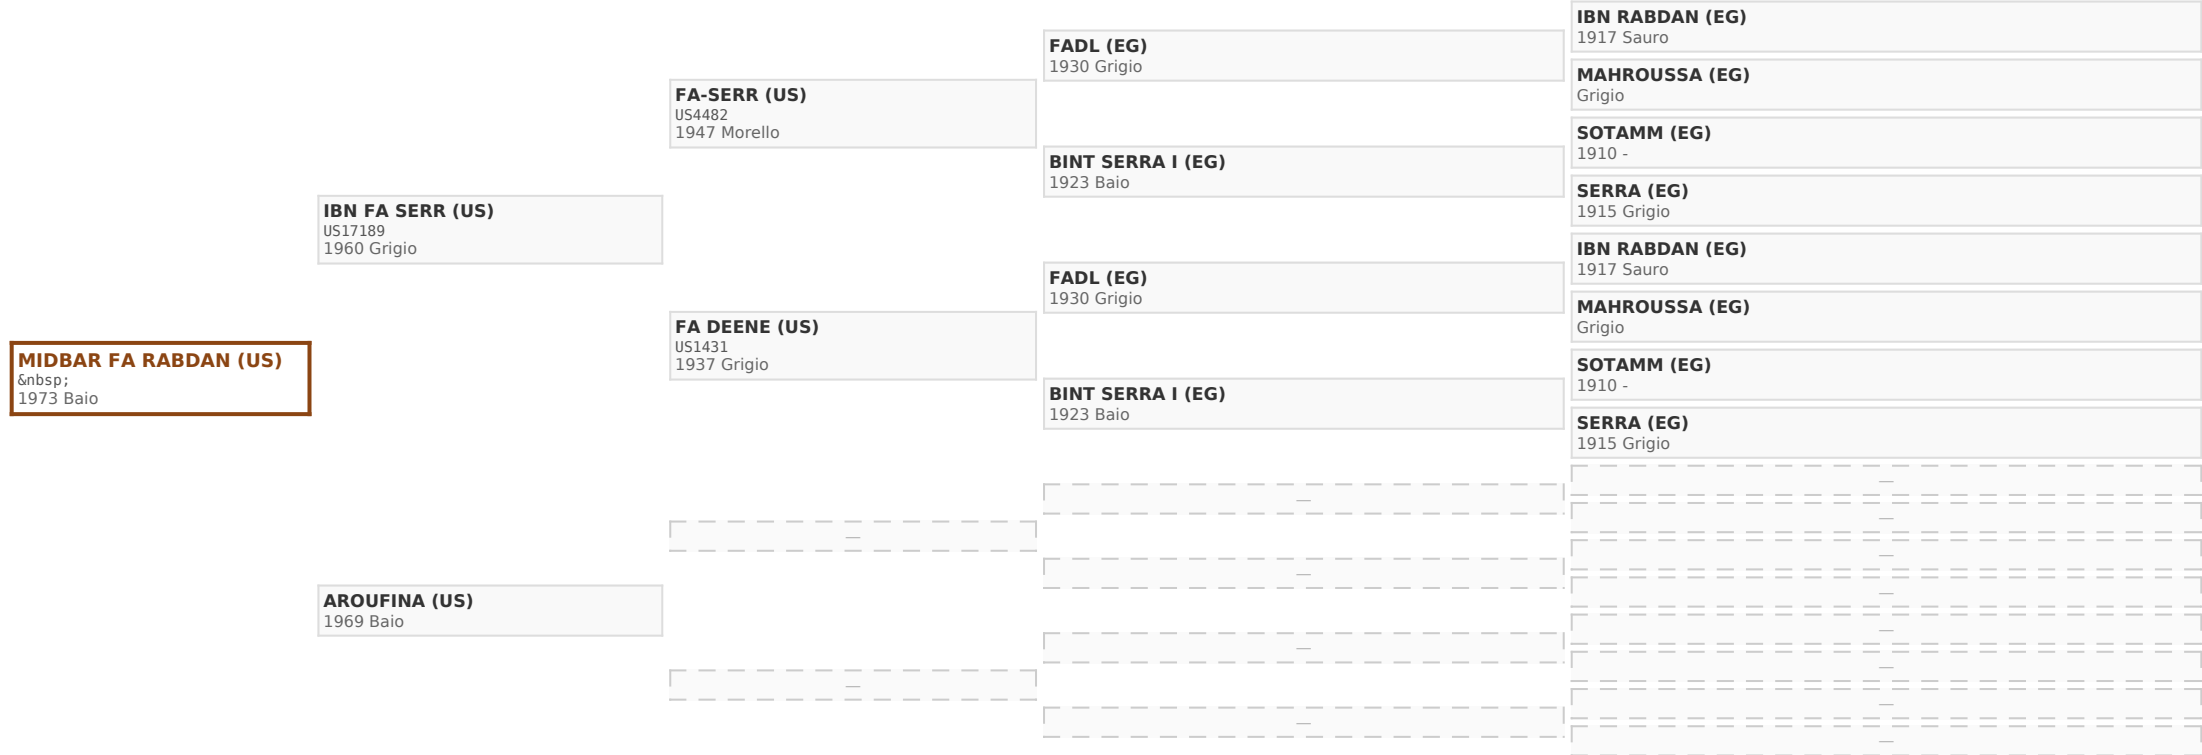 MIDBAR FA RABDAN (US)
&nbsp;
1973 Baio
IBN FA SERR (US)
US17189
1960 Grigio
AROUFINA (US)
1969 Baio
FA-SERR (US)
US4482
1947 Morello
FA DEENE (US)
US1431
1937 Grigio
—
—
FADL (EG)
1930 Grigio
BINT SERRA I (EG)
1923 Baio
FADL (EG)
1930 Grigio
BINT SERRA I (EG)
1923 Baio
—
—
—
—
IBN RABDAN (EG)
1917 Sauro
MAHROUSSA (EG)
Grigio
SOTAMM (EG)
1910 -
SERRA (EG)
1915 Grigio
IBN RABDAN (EG)
1917 Sauro
MAHROUSSA (EG)
Grigio
SOTAMM (EG)
1910 -
SERRA (EG)
1915 Grigio
—
—
—
—
—
—
—
—